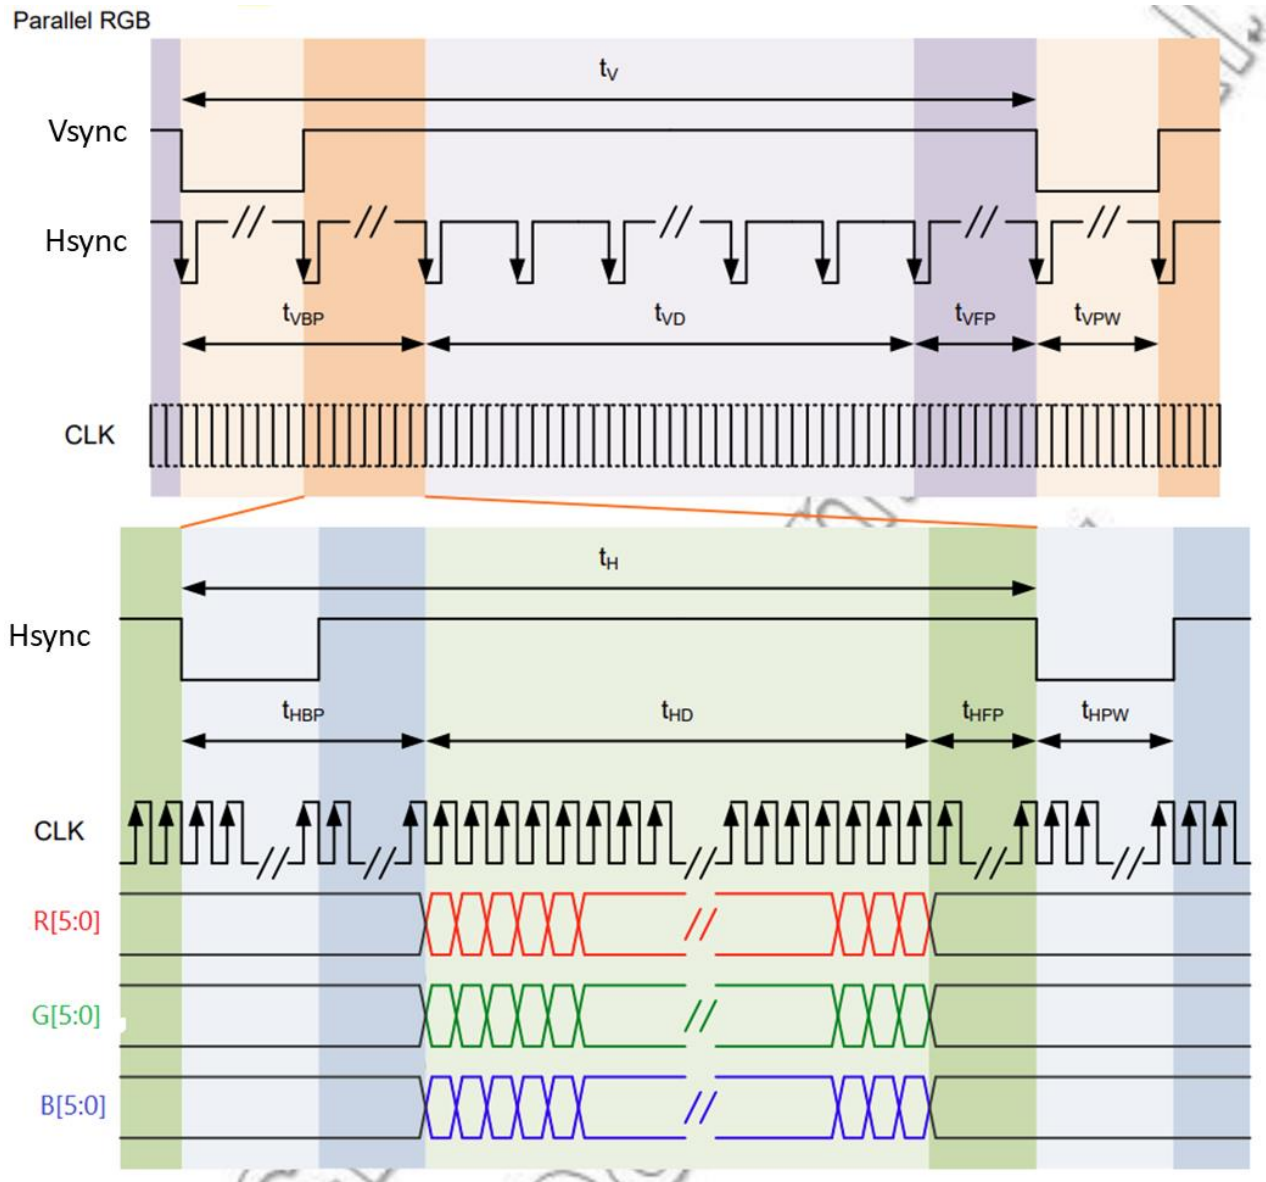 Parallel RGB
tV
Vsync
Hsync
tVBP
tVD
tVFP
tVPW
CLK
tH
Hsync
tHBP
tHD
tHFP
tHPW
CLK
R[5:0]
G[5:0]
B[5:0]